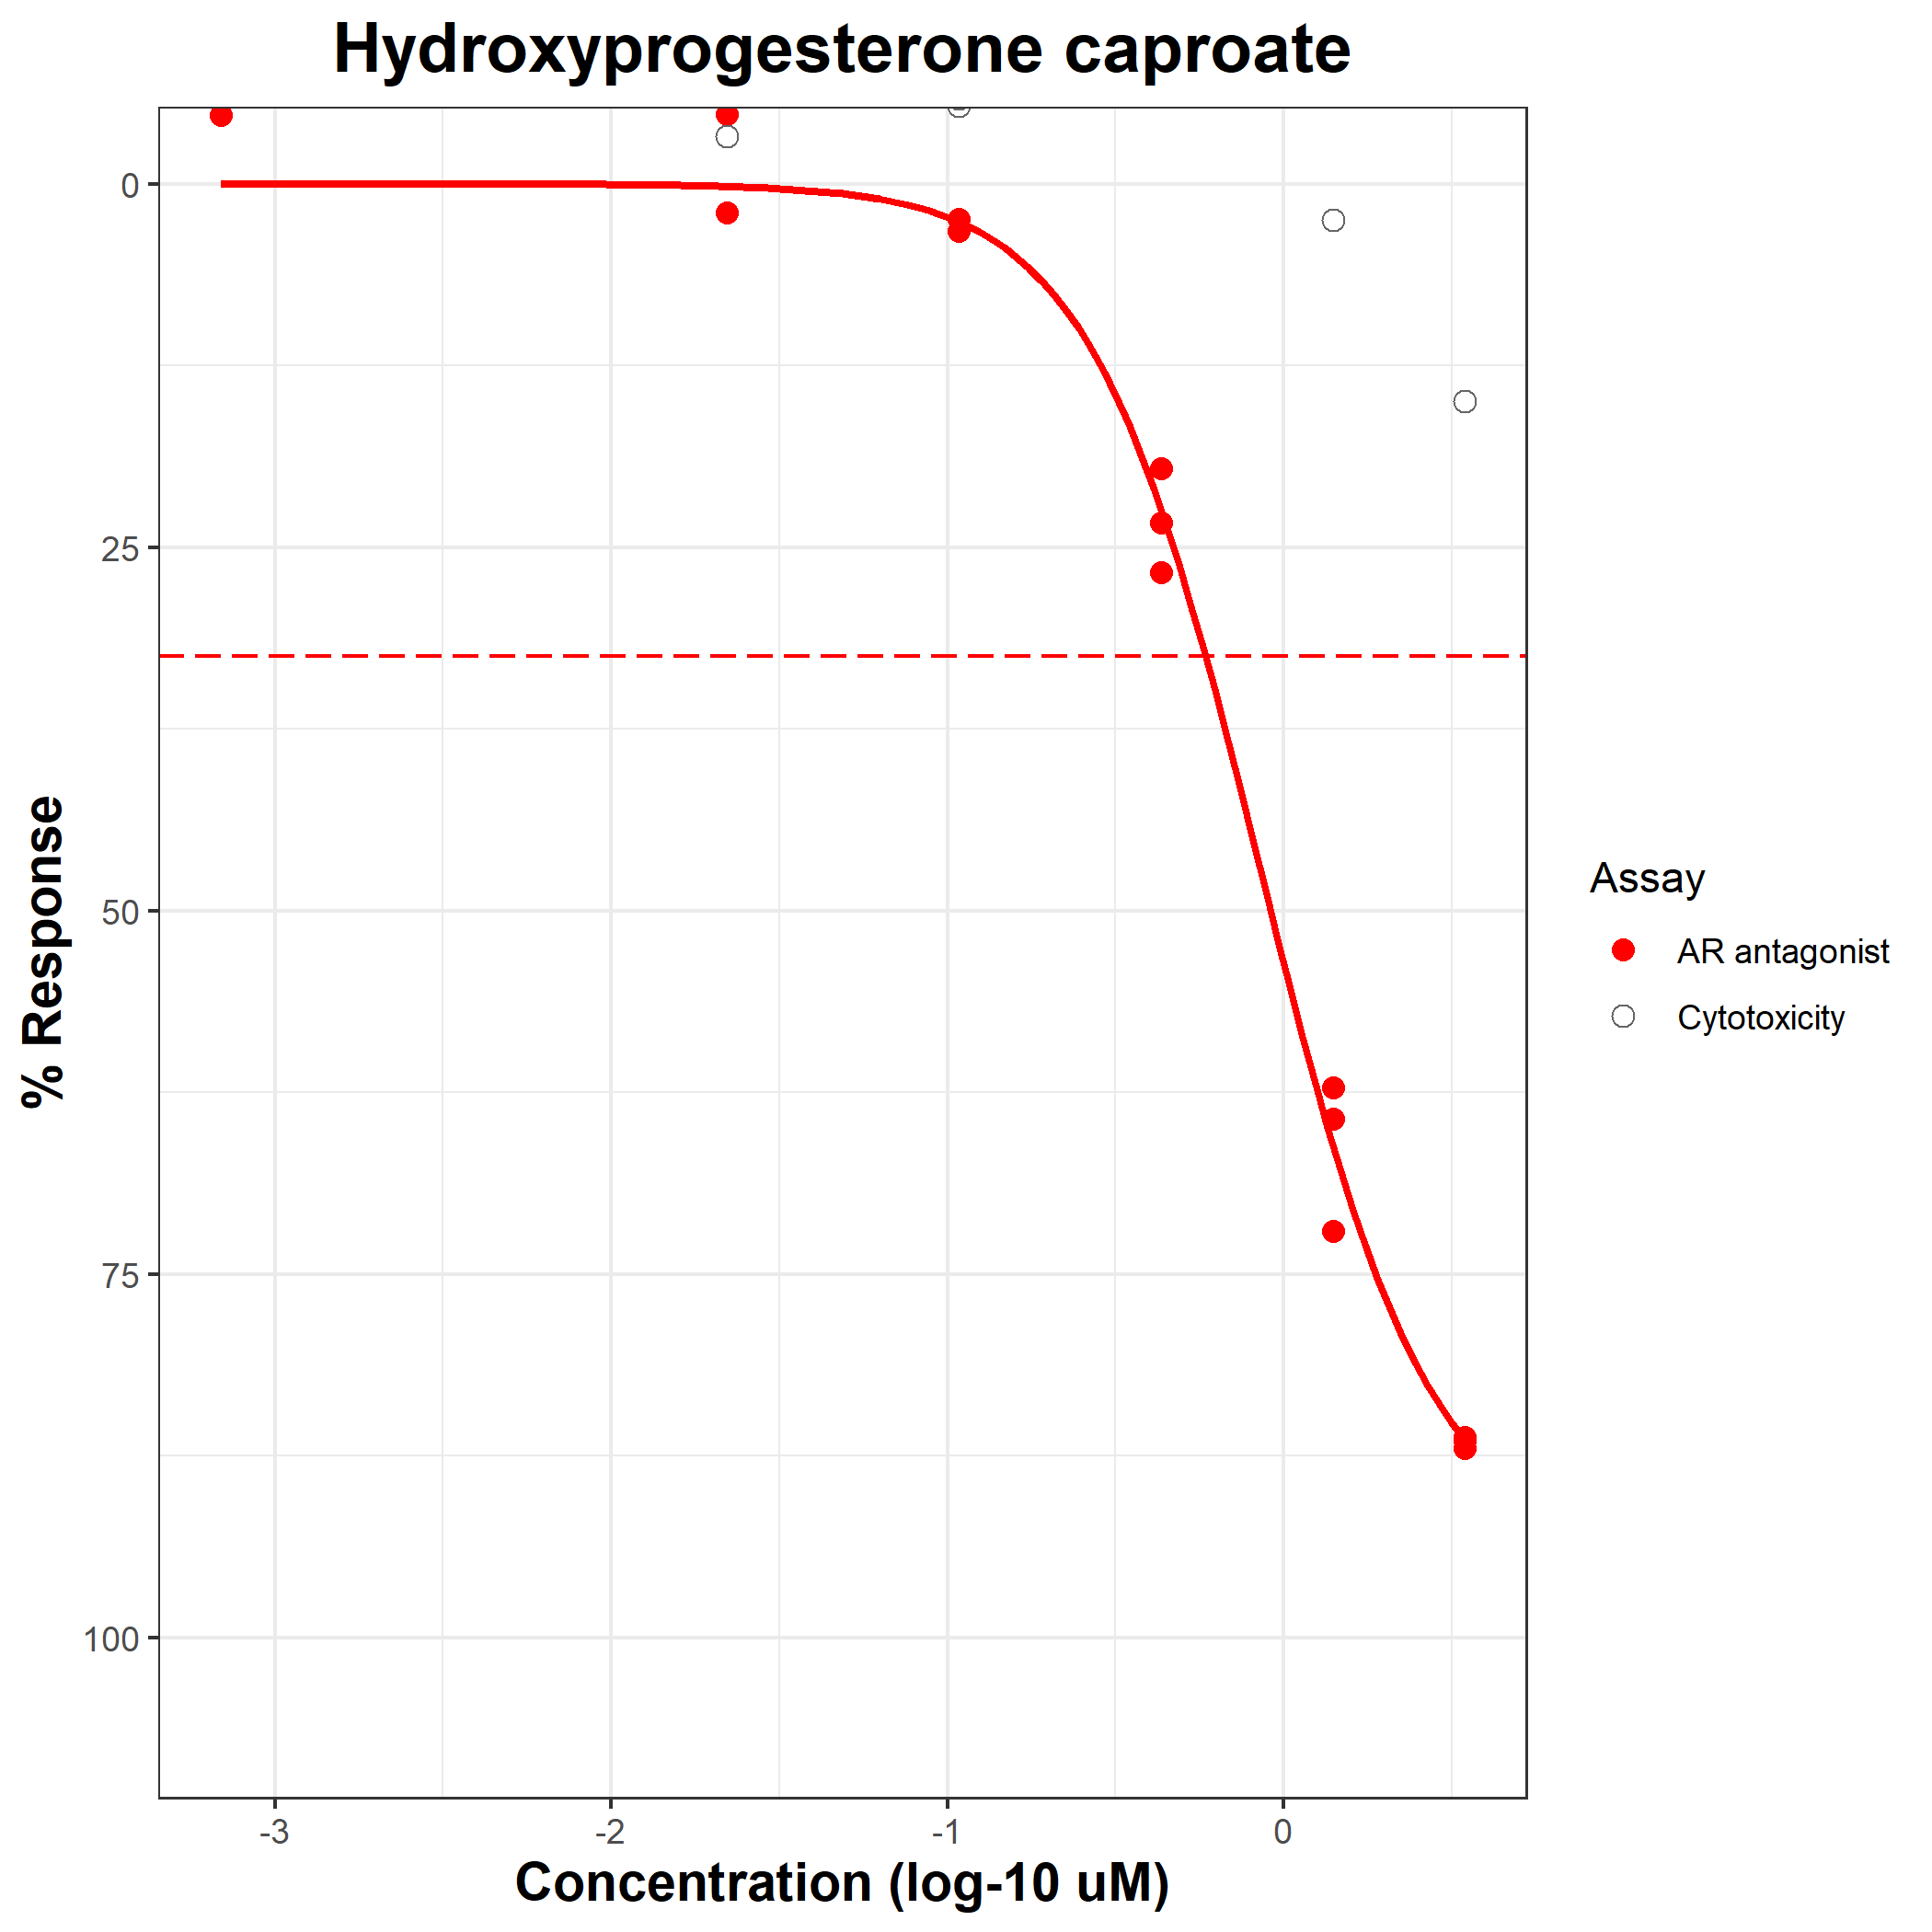 Hydroxyprogesterone caproate
% Response
0
25
50
75
100
-3 -2 -1 0
Concentration (log-10 uM)
Assay
AR antagonist
Cytotoxicity